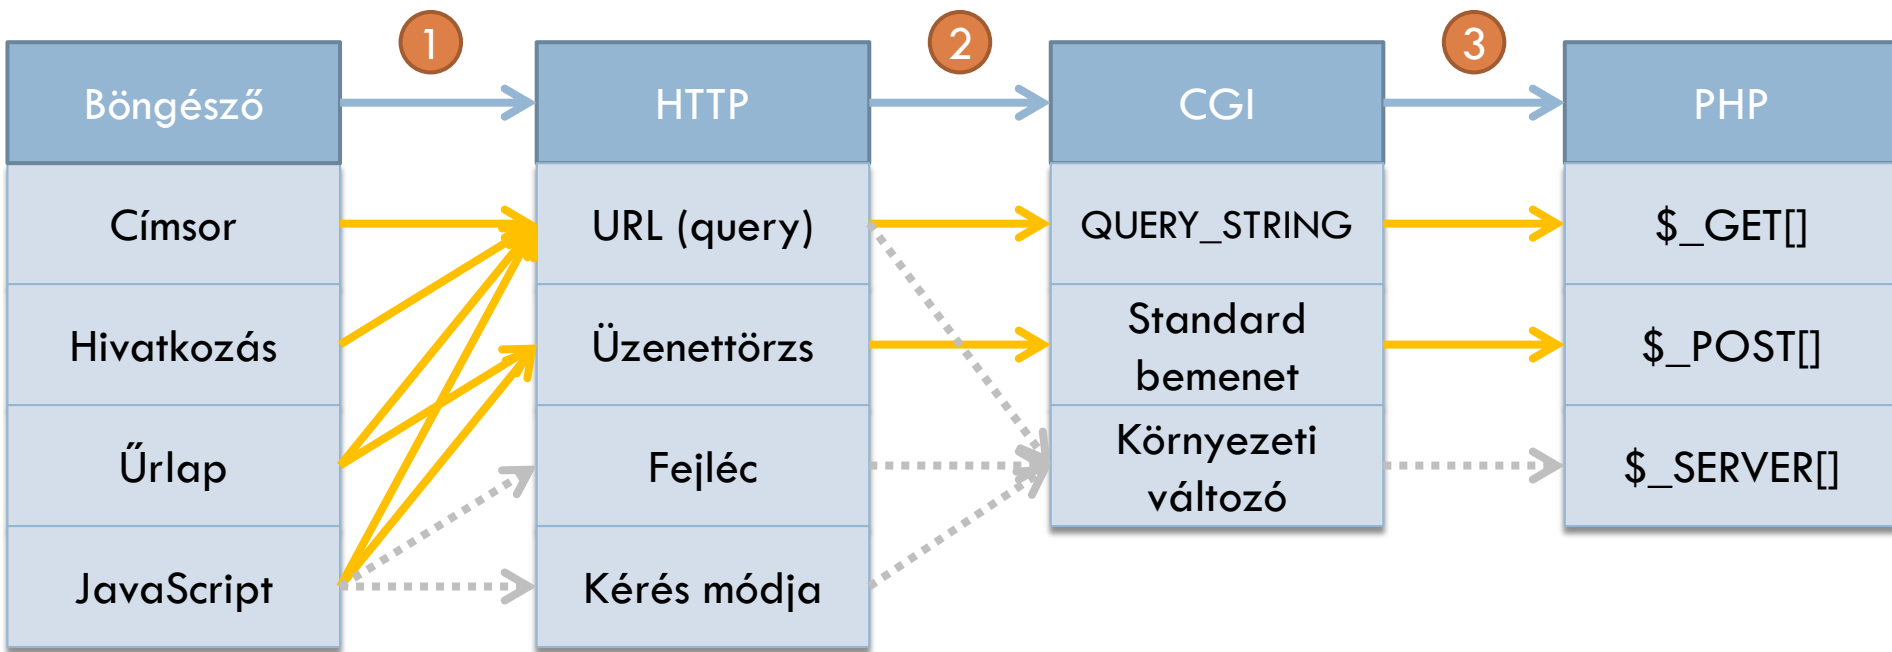 1
2
3
Böngésző
HTTP
CGI
PHP
Címsor
URL (query)
QUERY_STRING
$_GET[]
Hivatkozás
Üzenettörzs
Standard
bemenet
$_POST[]
Űrlap
Fejléc
Környezeti
változó
$_SERVER[]
JavaScript
Kérés módja